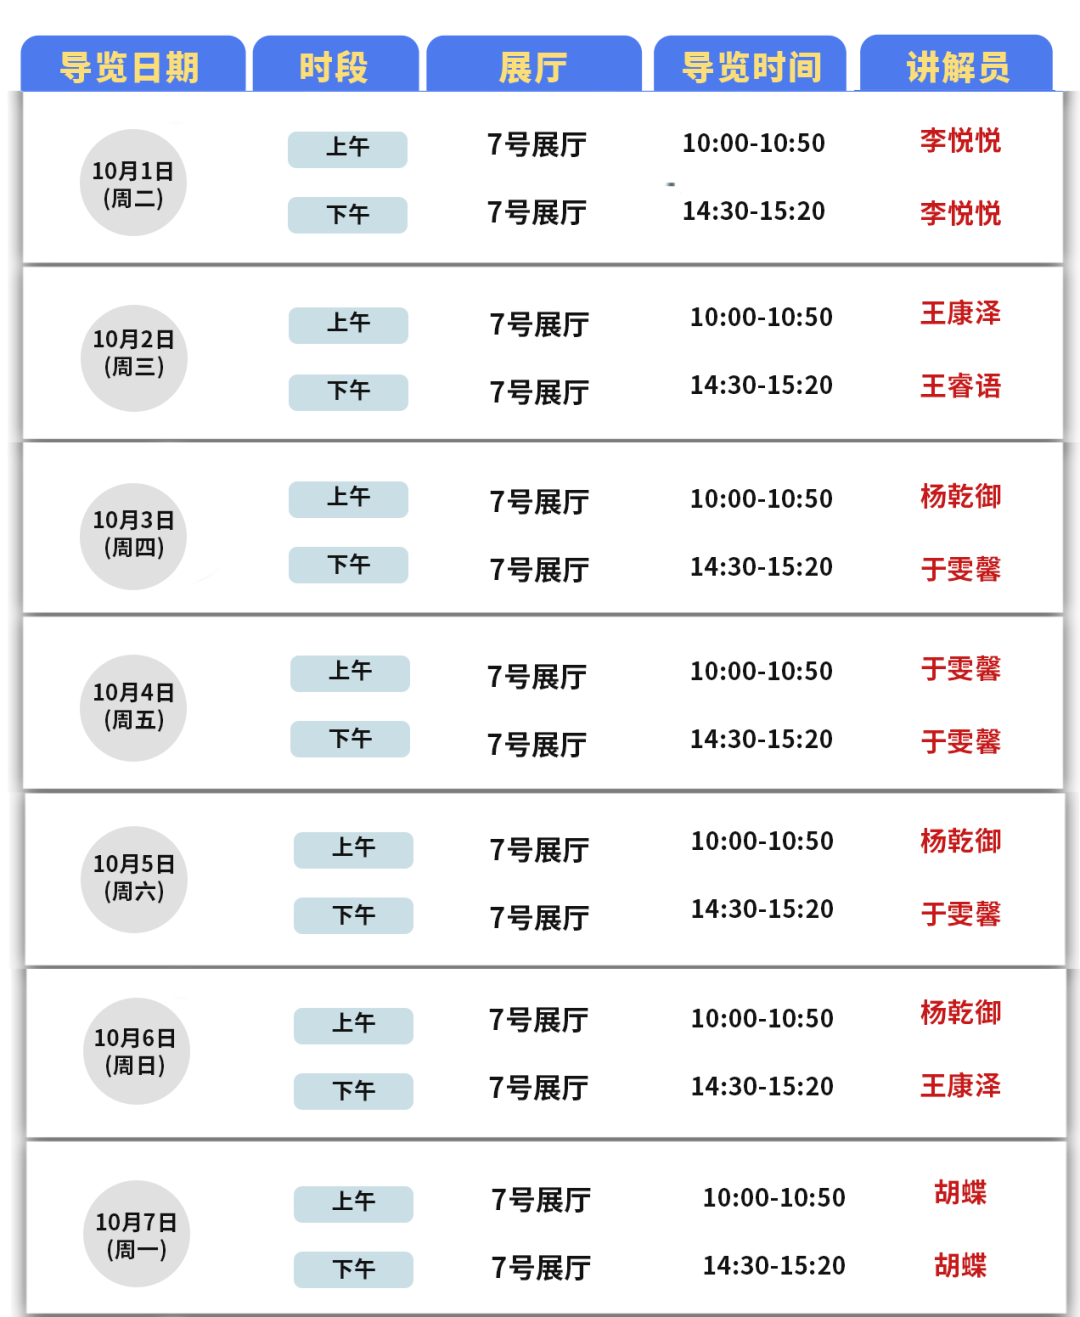 导览日期 时段 展厅 导览时间 讲解员
10月1日
(周二)
上午 7号展厅 10:00-10:50 李悦悦
下午 7号展厅 14:30-15:20 李悦悦
10月2日
(周三)
上午 7号展厅 10:00-10:50 王康泽
下午 7号展厅 14:30-15:20 王睿语
10月3日
(周四)
上午 7号展厅 10:00-10:50 杨乾御
下午 7号展厅 14:30-15:20 于雯馨
10月4日
(周五)
上午 7号展厅 10:00-10:50 于雯馨
下午 7号展厅 14:30-15:20 于雯馨
10月5日
(周六)
上午 7号展厅 10:00-10:50 杨乾御
下午 7号展厅 14:30-15:20 于雯馨
10月6日
(周日)
上午 7号展厅 10:00-10:50 杨乾御
下午 7号展厅 14:30-15:20 王康泽
10月7日
(周一)
上午 7号展厅 10:00-10:50 胡蝶
下午 7号展厅 14:30-15:20 胡蝶